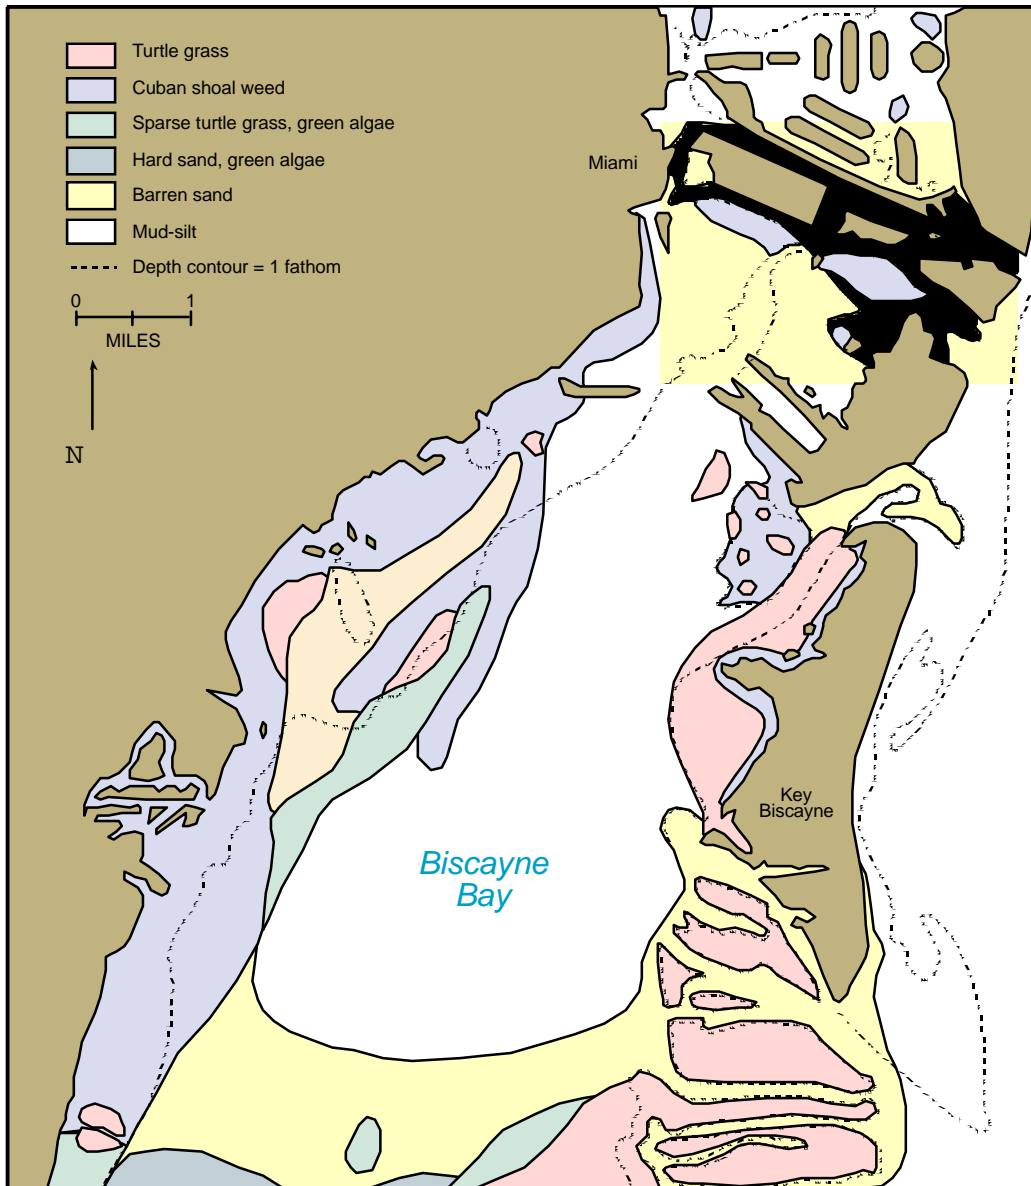 Turtle grass
Cuban shoal weed
Sparse turtle grass, green algae
Hard sand, green algae
Barren sand
Mud-silt
Depth contour = 1 fathom
0 1
MILES
N
Miami
Key
Biscayne
Biscayne
Bay